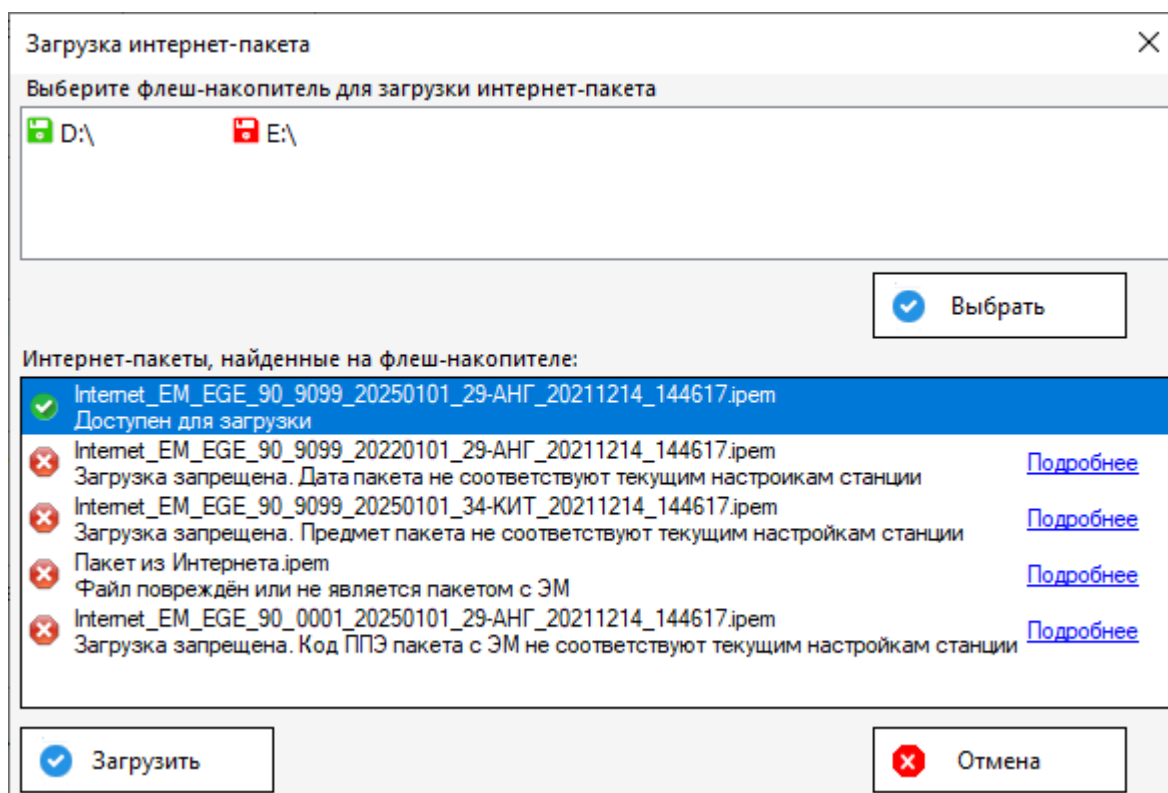 Загрузка интернет-пакета
Выберите флеш-накопитель для загрузки интернет-пакета
D:\ E:\
Выбрать
Интернет-пакеты, найденные на флеш-накопителе:
Internet_EM_EGE_90_9099_20250101_29-АНГ_20211214_144617.ipem
Доступен для загрузки
Internet_EM_EGE_90_9099_20220101_29-АНГ_20211214_144617.ipem
Загрузка запрещена. Дата пакета не соответствуют текущим настроикам станции Подробнее
Internet_EM_EGE_90_9099_20250101_34-КИТ_20211214_144617.ipem
Загрузка запрещена. Предмет пакета не соответствуют текущим настройкам станции Подробнее
Пакет из Интернета.ipem
Файл повреждён или не является пакетом с ЭМ Подробнее
Internet_EM_EGE_90_0001_20250101_29-АНГ_20211214_144617.ipem
Загрузка запрещена. Код ППЭ пакета с ЭМ не соответствуют текущим настройкам станции Подробнее
Загрузить Отмена